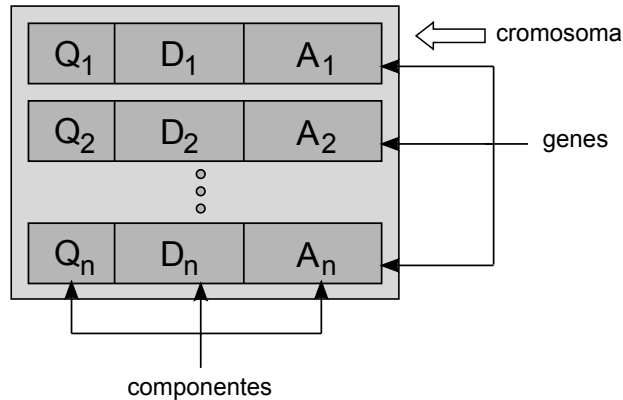 cromosoma
Q1 D1 A1
Q2 D2 A2
genes
Qn Dn An
componentes